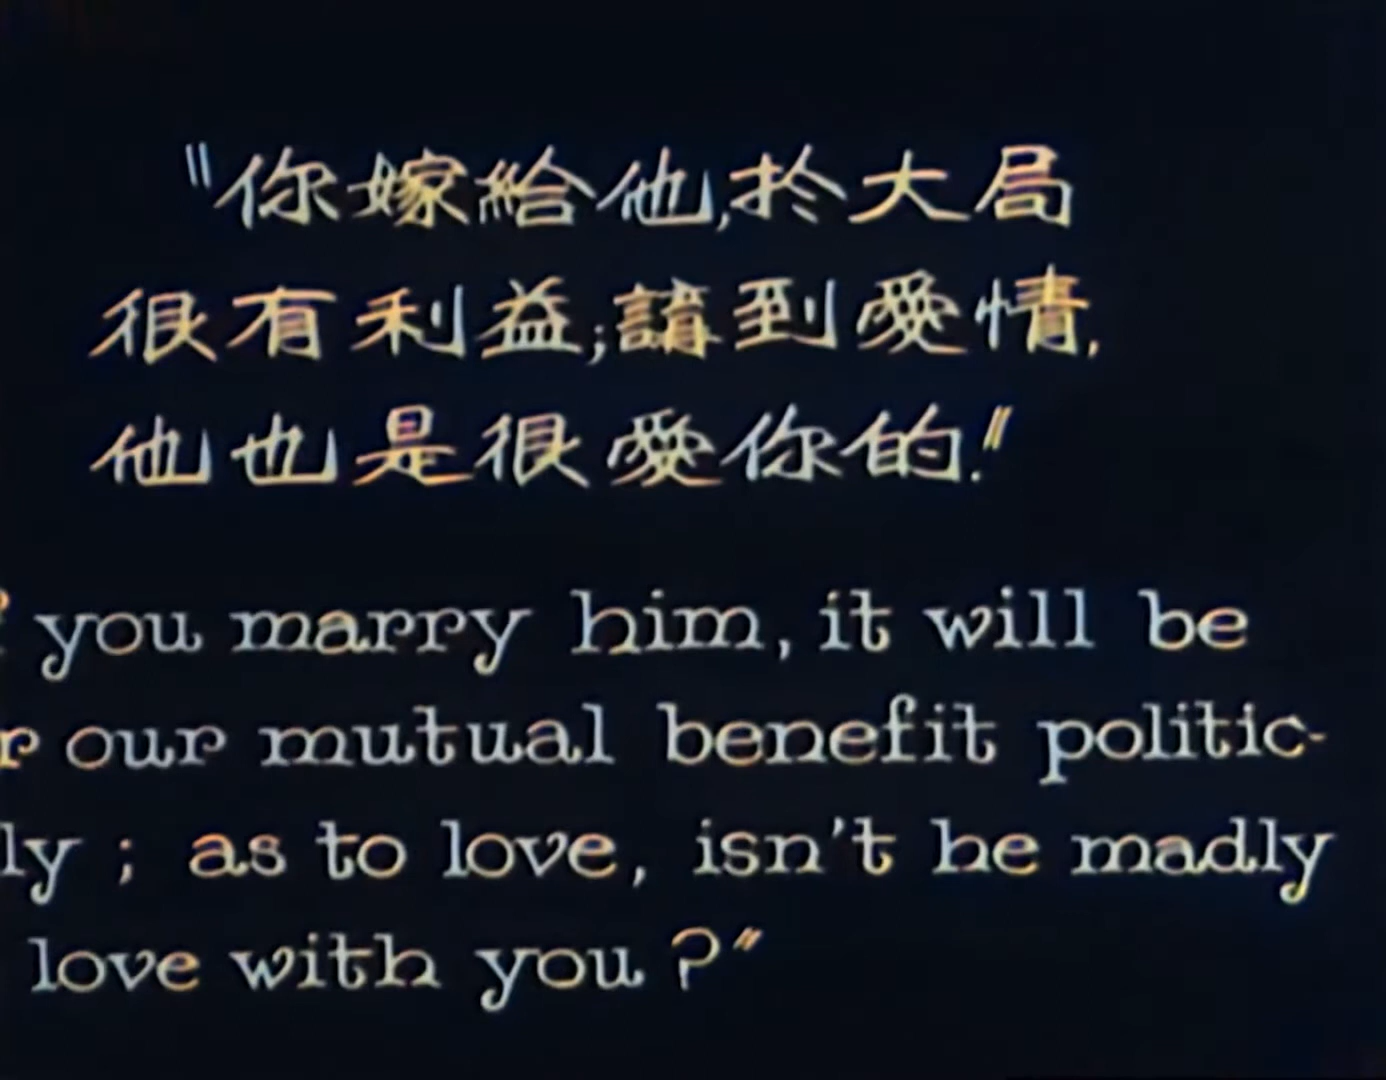 "你嫁給他,於大局
很有利益;講到愛情,
他也是很愛你的."
you marry him, it will be
our mutual benefit politic-
ly ; as to love, isn't he madly
love with you ?"